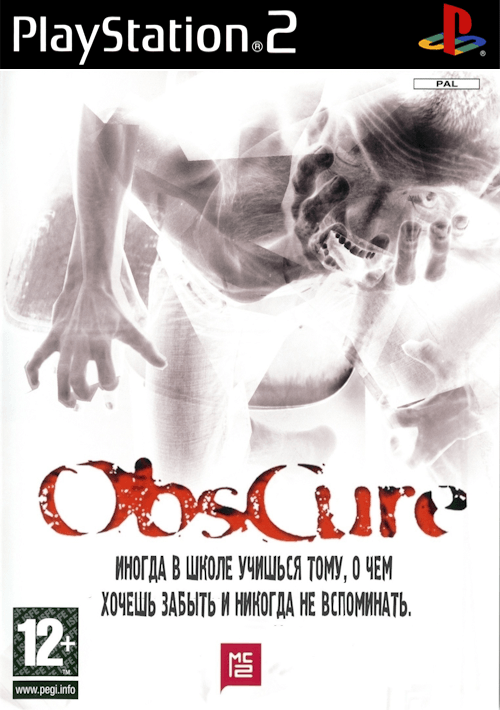 PlayStation®2
®
PAL
ObsCure
ИНОГДА В ШКОЛЕ УЧИШЬСЯ ТОМУ, О ЧЕМ
ХОЧЕШЬ ЗАБЫТЬ И НИКОГДА НЕ ВСПОМИНАТЬ.
12+
www.pegi.info
MC2